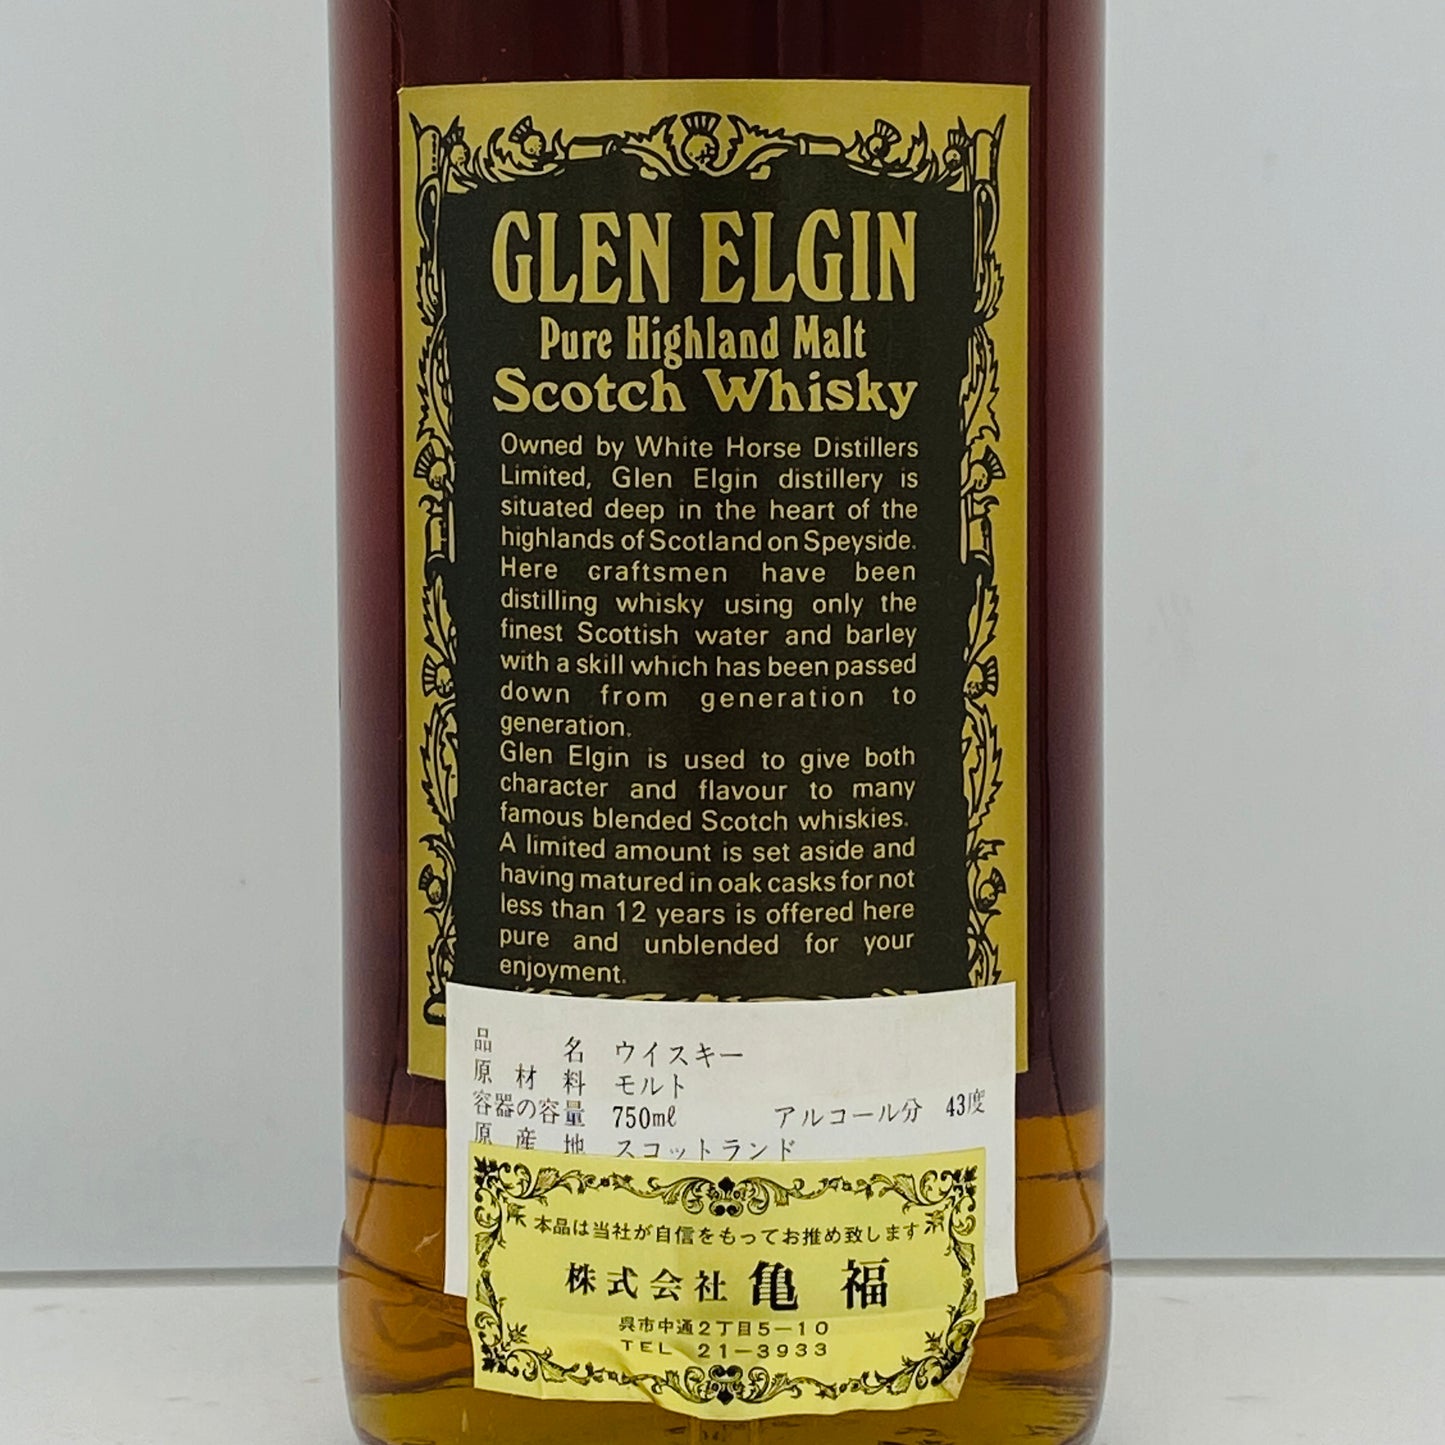 GLEN ELGIN
Pure Highland Malt
Scotch Whisky
Owned by White Horse Distillers
Limited, Glen Elgin distillery is
situated deep in the heart of the
highlands of Scotland on Speyside.
Here craftsmen have been
distilling whisky using only the
finest Scottish water and barley
with a skill which has been passed
down from generation to
generation.
Glen Elgin is used to give both
character and flavour to many
famous blended Scotch whiskies.
A limited amount is set aside and
having matured in oak casks for not
less than 12 years is offered here
pure and unblended for your
enjoyment.
品名 ウイスキー
原材料 モルト
容器の容量 750mℓ アルコール分 43度
原産地 スコットランド
本品は当社が自信をもってお推め致します
株式会社 亀福
呉市中通2丁目5-10
TEL 21-3933